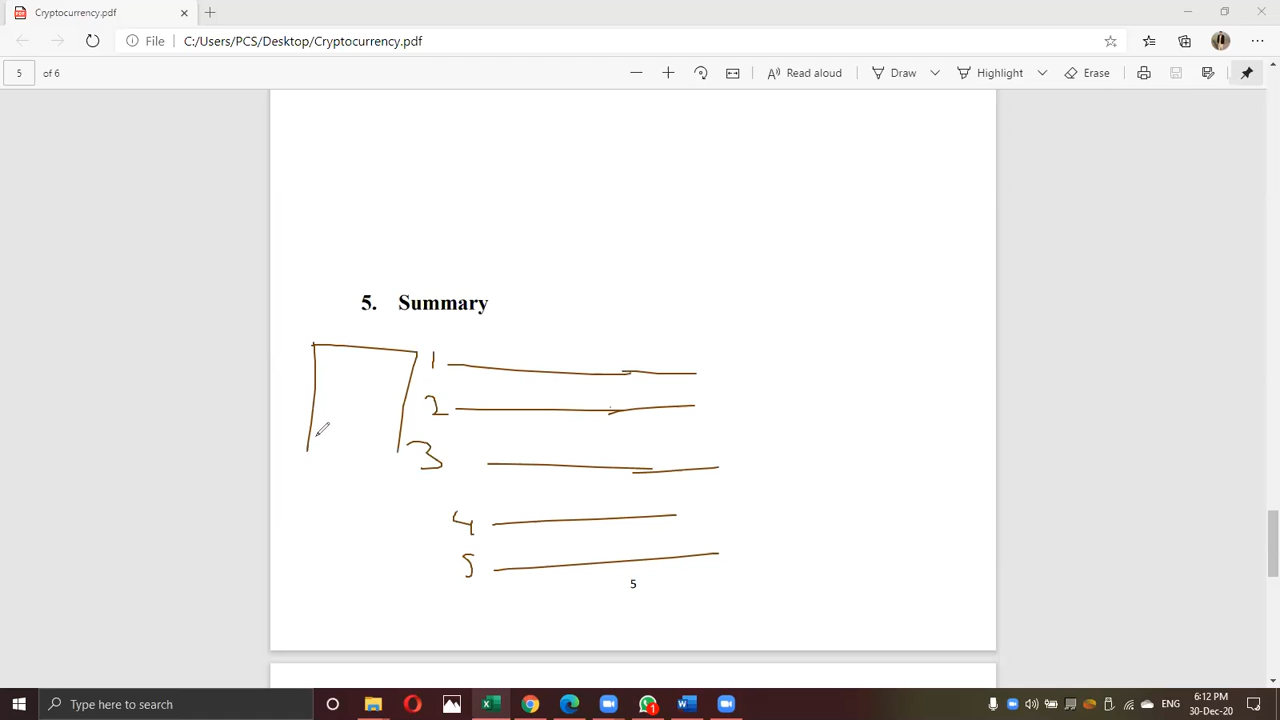 Cryptocurrency.pdf
File C:/Users/PCS/Desktop/Cryptocurrency.pdf
5 of 6 Read aloud Draw Highlight Erase
5. Summary
1
2
3
4
5
5
Type here to search
1
ENG
6:12 PM
30-Dec-20